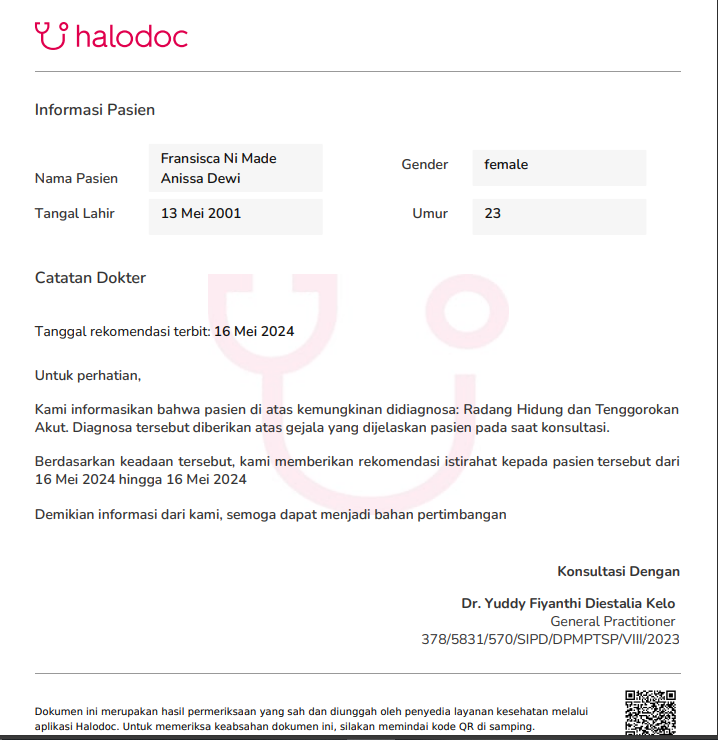 halodoc
Informasi Pasien
Nama Pasien
Fransisca Ni Made
Anissa Dewi
Gender
female
Tangal Lahir
13 Mei 2001
Umur
23
Catatan Dokter
Tanggal rekomendasi terbit: 16 Mei 2024
Untuk perhatian,
Kami informasikan bahwa pasien di atas kemungkinan didiagnosa: Radang Hidung dan Tenggorokan
Akut. Diagnosa tersebut diberikan atas gejala yang dijelaskan pasien pada saat konsultasi.
Berdasarkan keadaan tersebut, kami memberikan rekomendasi istirahat kepada pasien tersebut dari
16 Mei 2024 hingga 16 Mei 2024
Demikian informasi dari kami, semoga dapat menjadi bahan pertimbangan
Konsultasi Dengan
Dr. Yuddy Fiyanthi Diestalia Kelo
General Practitioner
378/5831/570/SIPD/DPMPTSP/VIII/2023
Dokumen ini merupakan hasil permeriksaan yang sah dan diunggah oleh penyedia layanan kesehatan melalui
aplikasi Halodoc. Untuk memeriksa keabsahan dokumen ini, silakan memindai kode QR di samping.